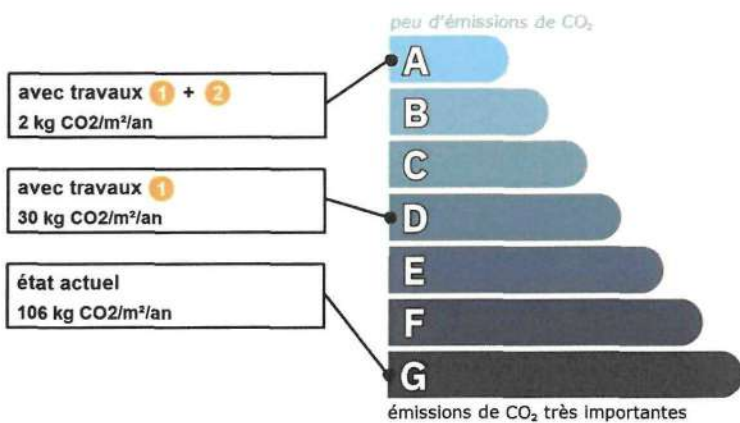 peu d'émissions de CO₂
avec travaux 1 + 2
2 kg CO2/m²/an
A
B
C
avec travaux 1
30 kg CO2/m²/an
D
E
état actuel
106 kg CO2/m²/an
F
G
émissions de CO₂ très importantes